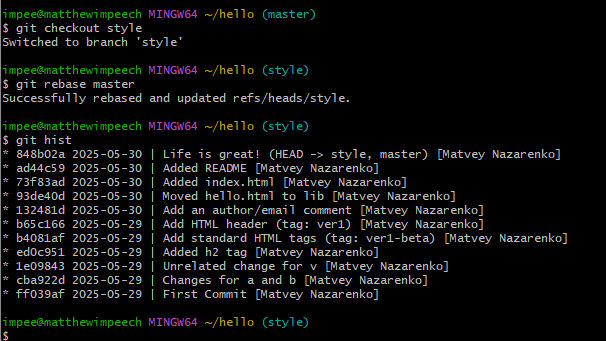 impee@matthewimpeech MINGW64 ~/hello (master)
$ git checkout style
Switched to branch 'style'
impee@matthewimpeech MINGW64 ~/hello (style)
$ git rebase master
Successfully rebased and updated refs/heads/style.
impee@matthewimpeech MINGW64 ~/hello (style)
$ git hist
* 848b02a 2025-05-30 | Life is great! (HEAD -> style, master) [Matvey Nazarenko]
* ad44c59 2025-05-30 | Added README [Matvey Nazarenko]
* 73f83ad 2025-05-30 | Added index.html [Matvey Nazarenko]
* 93de40d 2025-05-30 | Moved hello.html to lib [Matvey Nazarenko]
* 132481d 2025-05-30 | Add an author/email comment [Matvey Nazarenko]
* b65c166 2025-05-29 | Add HTML header (tag: ver1) [Matvey Nazarenko]
* b4081af 2025-05-29 | Add standard HTML tags (tag: ver1-beta) [Matvey Nazarenko]
* ed0c951 2025-05-29 | Added h2 tag [Matvey Nazarenko]
* 1e09843 2025-05-29 | Unrelated change for v [Matvey Nazarenko]
* cba922d 2025-05-29 | Changes for a and b [Matvey Nazarenko]
* ff039af 2025-05-29 | First Commit [Matvey Nazarenko]
impee@matthewimpeech MINGW64 ~/hello (style)
$